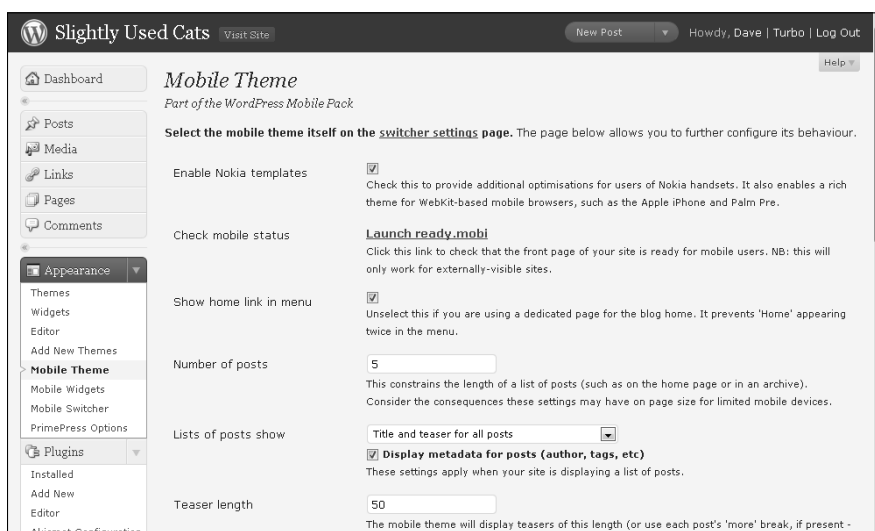 Slightly Used Cats Visit Site New Post Howdy, Dave | Turbo | Log Out
Help
Dashboard
Posts
Media
Links
Pages
Comments
Appearance
Themes
Widgets
Editor
Add New Themes
Mobile Theme
Mobile Widgets
Mobile Switcher
PrimePress Options
Plugins
Installed
Add New
Editor
Akismet Configuration
Mobile Theme
Part of the WordPress Mobile Pack
Select the mobile theme itself on the switcher settings page. The page below allows you to further configure its behaviour.
Enable Nokia templates
Check this to provide additional optimisations for users of Nokia handsets. It also enables a rich
theme for WebKit-based mobile browsers, such as the Apple iPhone and Palm Pre.
Check mobile status
Launch ready.mobi
Click this link to check that the front page of your site is ready for mobile users. NB: this will
only work for externally-visible sites.
Show home link in menu
Unselect this if you are using a dedicated page for the blog home. It prevents 'Home' appearing
twice in the menu.
Number of posts
5
This constrains the length of a list of posts (such as on the home page or in an archive).
Consider the consequences these settings may have on page size for limited mobile devices.
Lists of posts show
Title and teaser for all posts
Display metadata for posts (author, tags, etc)
These settings apply when your site is displaying a list of posts.
Teaser length
50
The mobile theme will display teasers of this length (or use each post's 'more' break, if present -